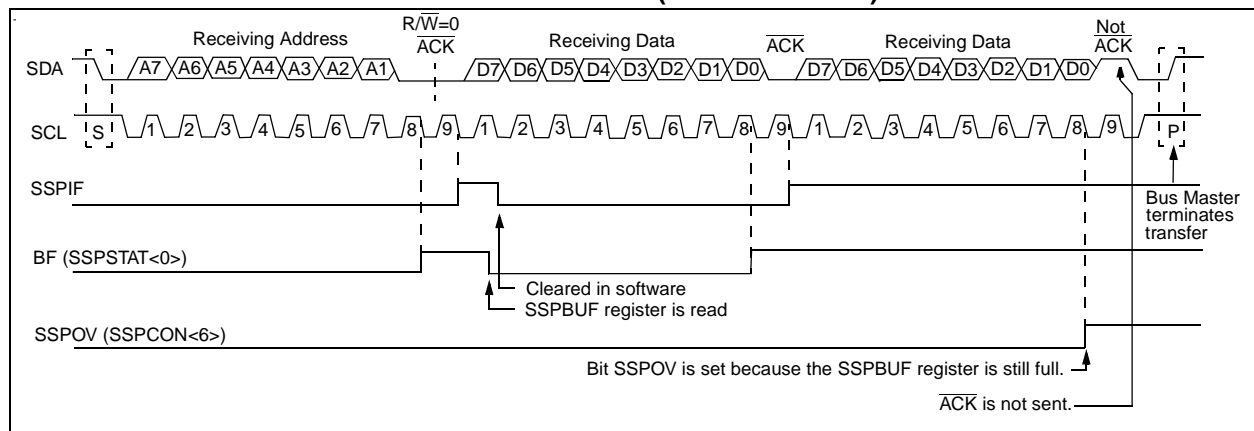 R/W=0
Receiving Address ACK Receiving Data ACK Receiving Data Not ACK
SDA A7 A6 A5 A4 A3 A2 A1 D7 D6 D5 D4 D3 D2 D1 D0 D7 D6 D5 D4 D3 D2 D1 D0
SCL S 1 2 3 4 5 6 7 8 9 1 2 3 4 5 6 7 8 9 1 2 3 4 5 6 7 8 9 P
SSPIF
Bus Master
terminates
transfer
BF (SSPSTAT<0>)
Cleared in software
SSPBUF register is read
SSPOV (SSPCON<6>)
Bit SSPOV is set because the SSPBUF register is still full.
ACK is not sent.